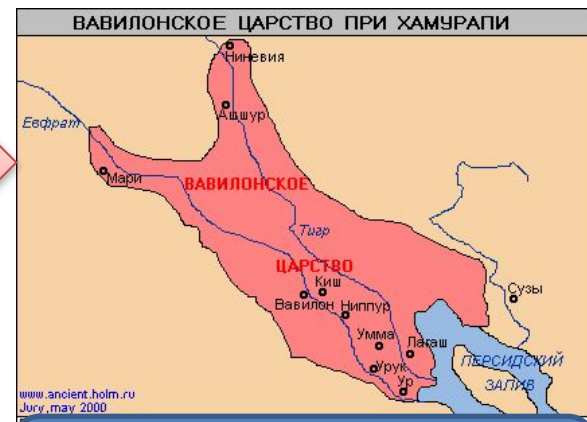 ВАВИЛОНСКОЕ ЦАРСТВО ПРИ ХАМУРАПИ
Ниневия
Ашшур
Евфрат
Мари
ВАВИЛОНСКОЕ
Тигр
ЦАРСТВО
Киш
Вавилон
Ниппур
Сузы
Умма
Лагаш
Урук
Ур
ПЕРСИДСКИЙ
ЗАЛИВ
www.ancient.holm.ru
Jury,may 2000